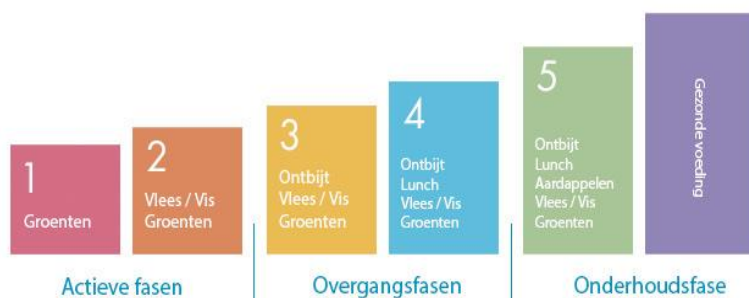 1
Groenten
2
Vlees / Vis
Groenten
3
Ontbijt
Vlees / Vis
Groenten
4
Ontbijt
Lunch
Vlees / Vis
Groenten
5
Ontbijt
Lunch
Aardappelen
Vlees / Vis
Groenten
Gezonde voeding
Actieve fasen
Overgangsfasen
Onderhoudsfase